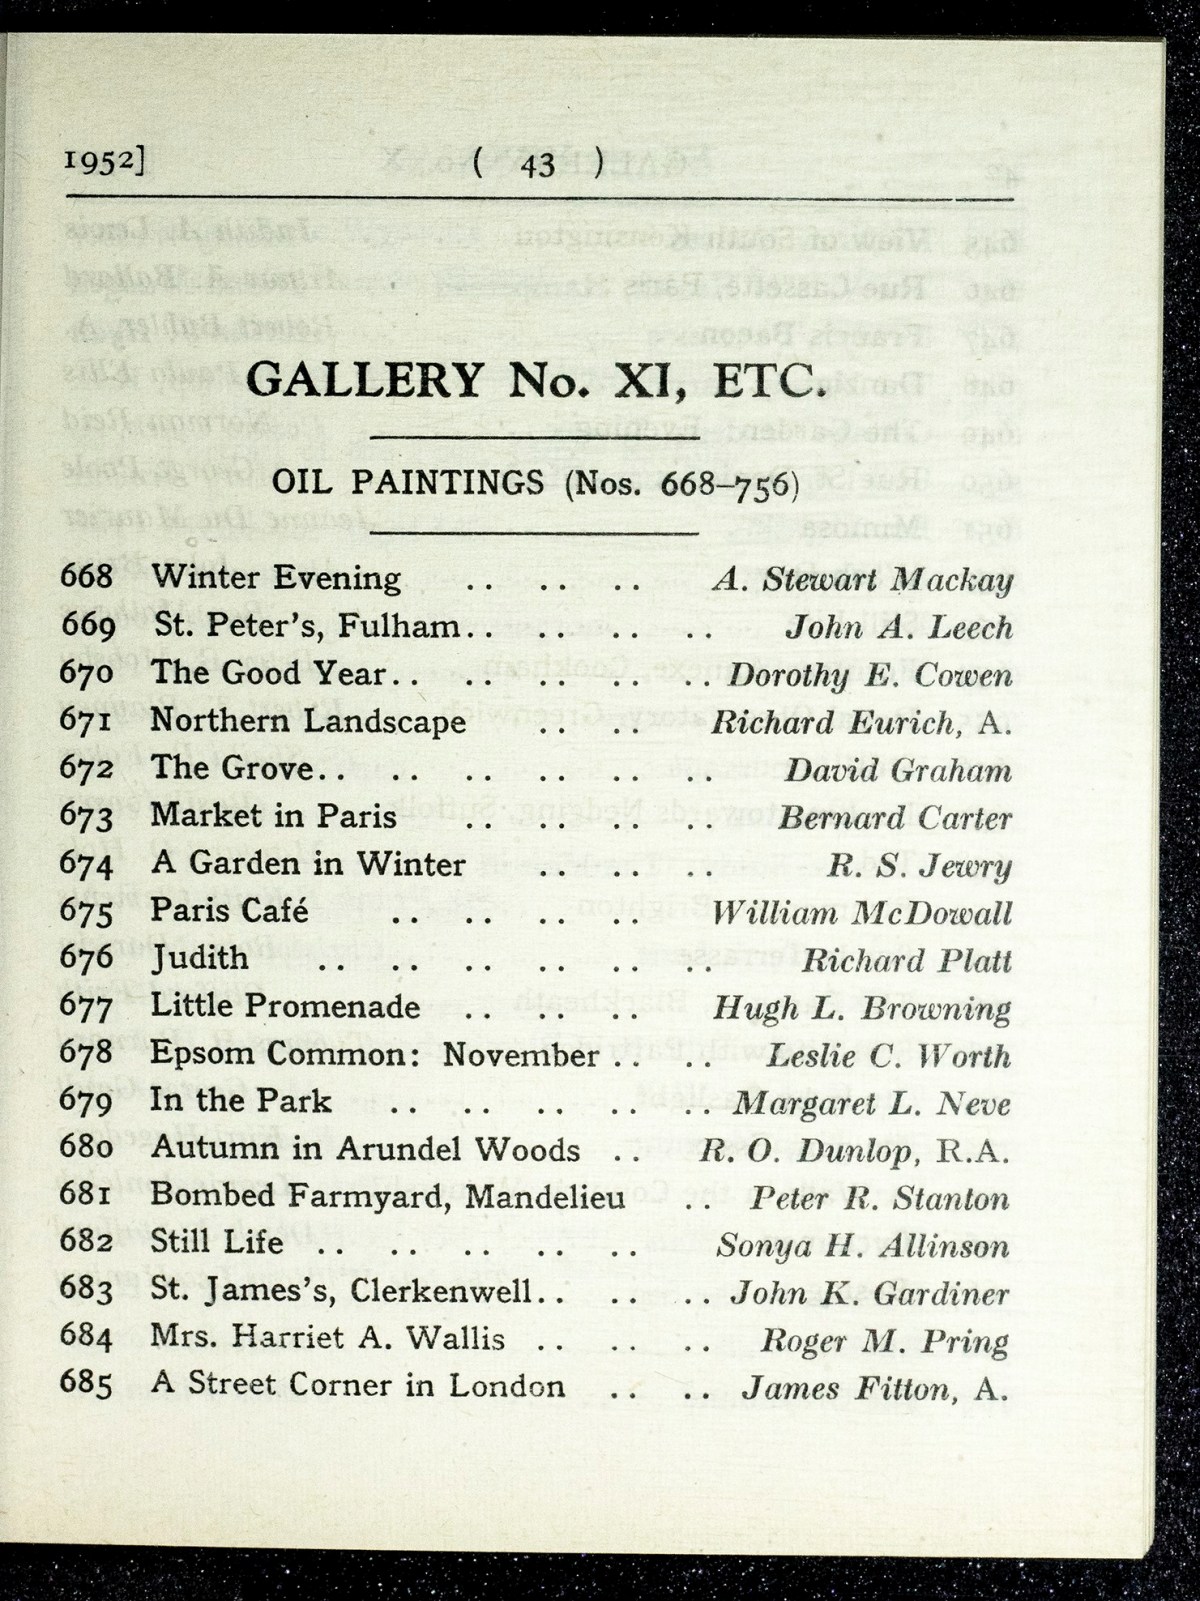 1952] ( 43 )
GALLERY No. XI, ETC.
OIL PAINTINGS (Nos. 668–756)
668 Winter Evening .. .. .. A. Stewart Mackay
669 St. Peter's, Fulham.. .. .. .. John A. Leech
670 The Good Year.. .. .. .. .. Dorothy E. Cowen
671 Northern Landscape .. .. Richard Eurich, A.
672 The Grove.. .. .. .. .. .. David Graham
673 Market in Paris .. .. .. .. Bernard Carter
674 A Garden in Winter .. .. .. R. S. Jewry
675 Paris Café .. .. .. .. William McDowall
676 Judith .. .. .. .. .. .. Richard Platt
677 Little Promenade .. .. .. Hugh L. Browning
678 Epsom Common: November .. .. Leslie C. Worth
679 In the Park .. .. .. .. .. Margaret L. Neve
680 Autumn in Arundel Woods .. R. O. Dunlop, R.A.
681 Bombed Farmyard, Mandelieu .. Peter R. Stanton
682 Still Life .. .. .. .. .. Sonya H. Allinson
683 St. James's, Clerkenwell.. .. .. John K. Gardiner
684 Mrs. Harriet A. Wallis .. .. .. Roger M. Pring
685 A Street Corner in London .. .. James Fitton, A.